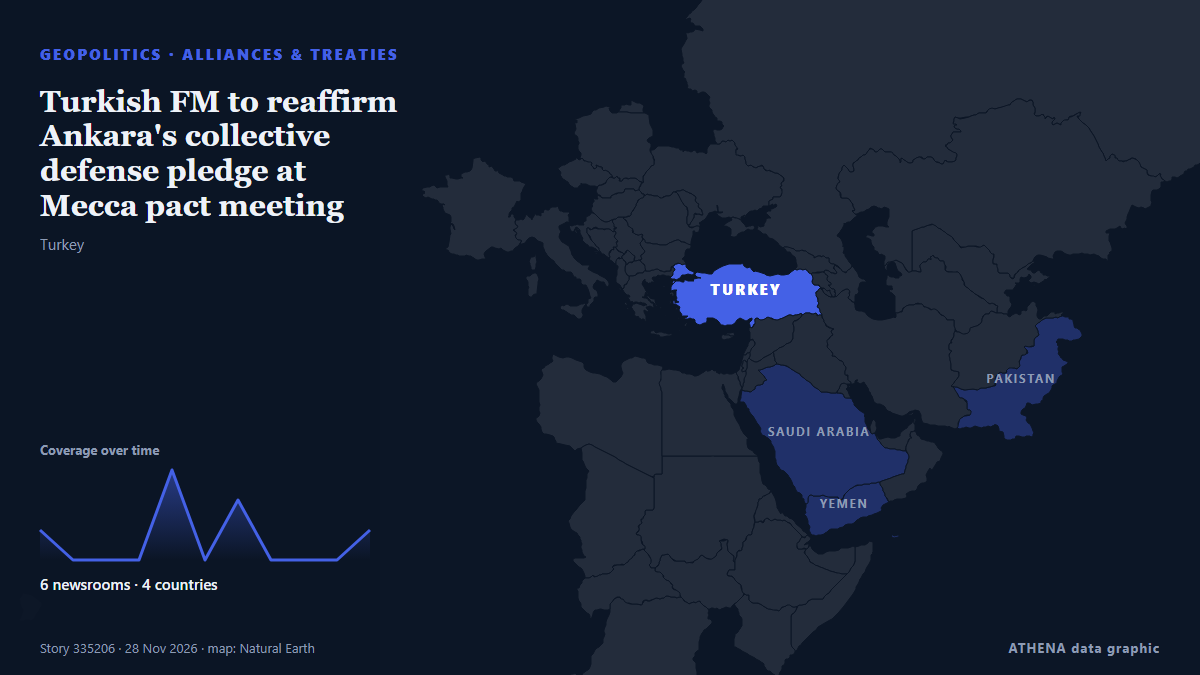 GEOPOLITICS · ALLIANCES & TREATIES
Turkish FM to reaffirm
Ankara's collective
defense pledge at
Mecca pact meeting
Turkey
TURKEY
PAKISTAN
SAUDI ARABIA
YEMEN
Coverage over time
6 newsrooms · 4 countries
Story 335206 · 28 Nov 2026 · map: Natural Earth
ATHENA data graphic